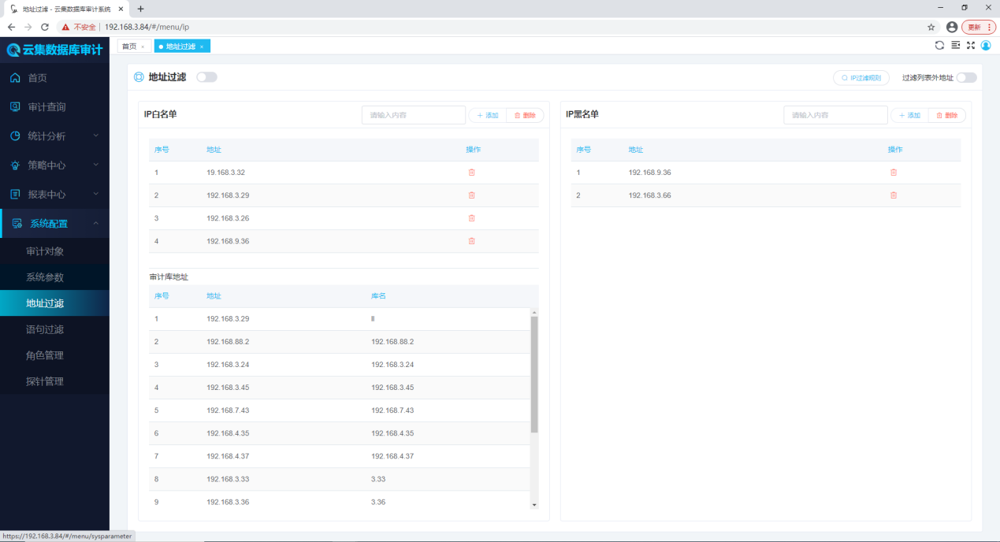 地址过滤 - 云集数据库审计系统
不安全 192.168.3.84/#/menu/ip 更新
云集数据库审计
首页
审计查询
统计分析
策略中心
报表中心
系统配置
审计对象
系统参数
地址过滤
语句过滤
角色管理
探针管理
首页 地址过滤
地址过滤 IP过滤规则 过滤列表外地址
IP白名单 请输入内容 添加 删除
序号 地址 操作
1 19.168.3.32
2 192.168.3.29
3 192.168.3.26
4 192.168.9.36
审计库地址
序号 地址 库名
1 192.168.3.29 ll
2 192.168.88.2 192.168.88.2
3 192.168.3.24 192.168.3.24
4 192.168.3.45 192.168.3.45
5 192.168.7.43 192.168.7.43
6 192.168.4.35 192.168.4.35
7 192.168.4.37 192.168.4.37
8 192.168.3.33 3.33
9 192.168.3.36 3.36
IP黑名单 请输入内容 添加 删除
序号 地址 操作
1 192.168.9.36
2 192.168.3.66
https://192.168.3.84/#/menu/sysparameter